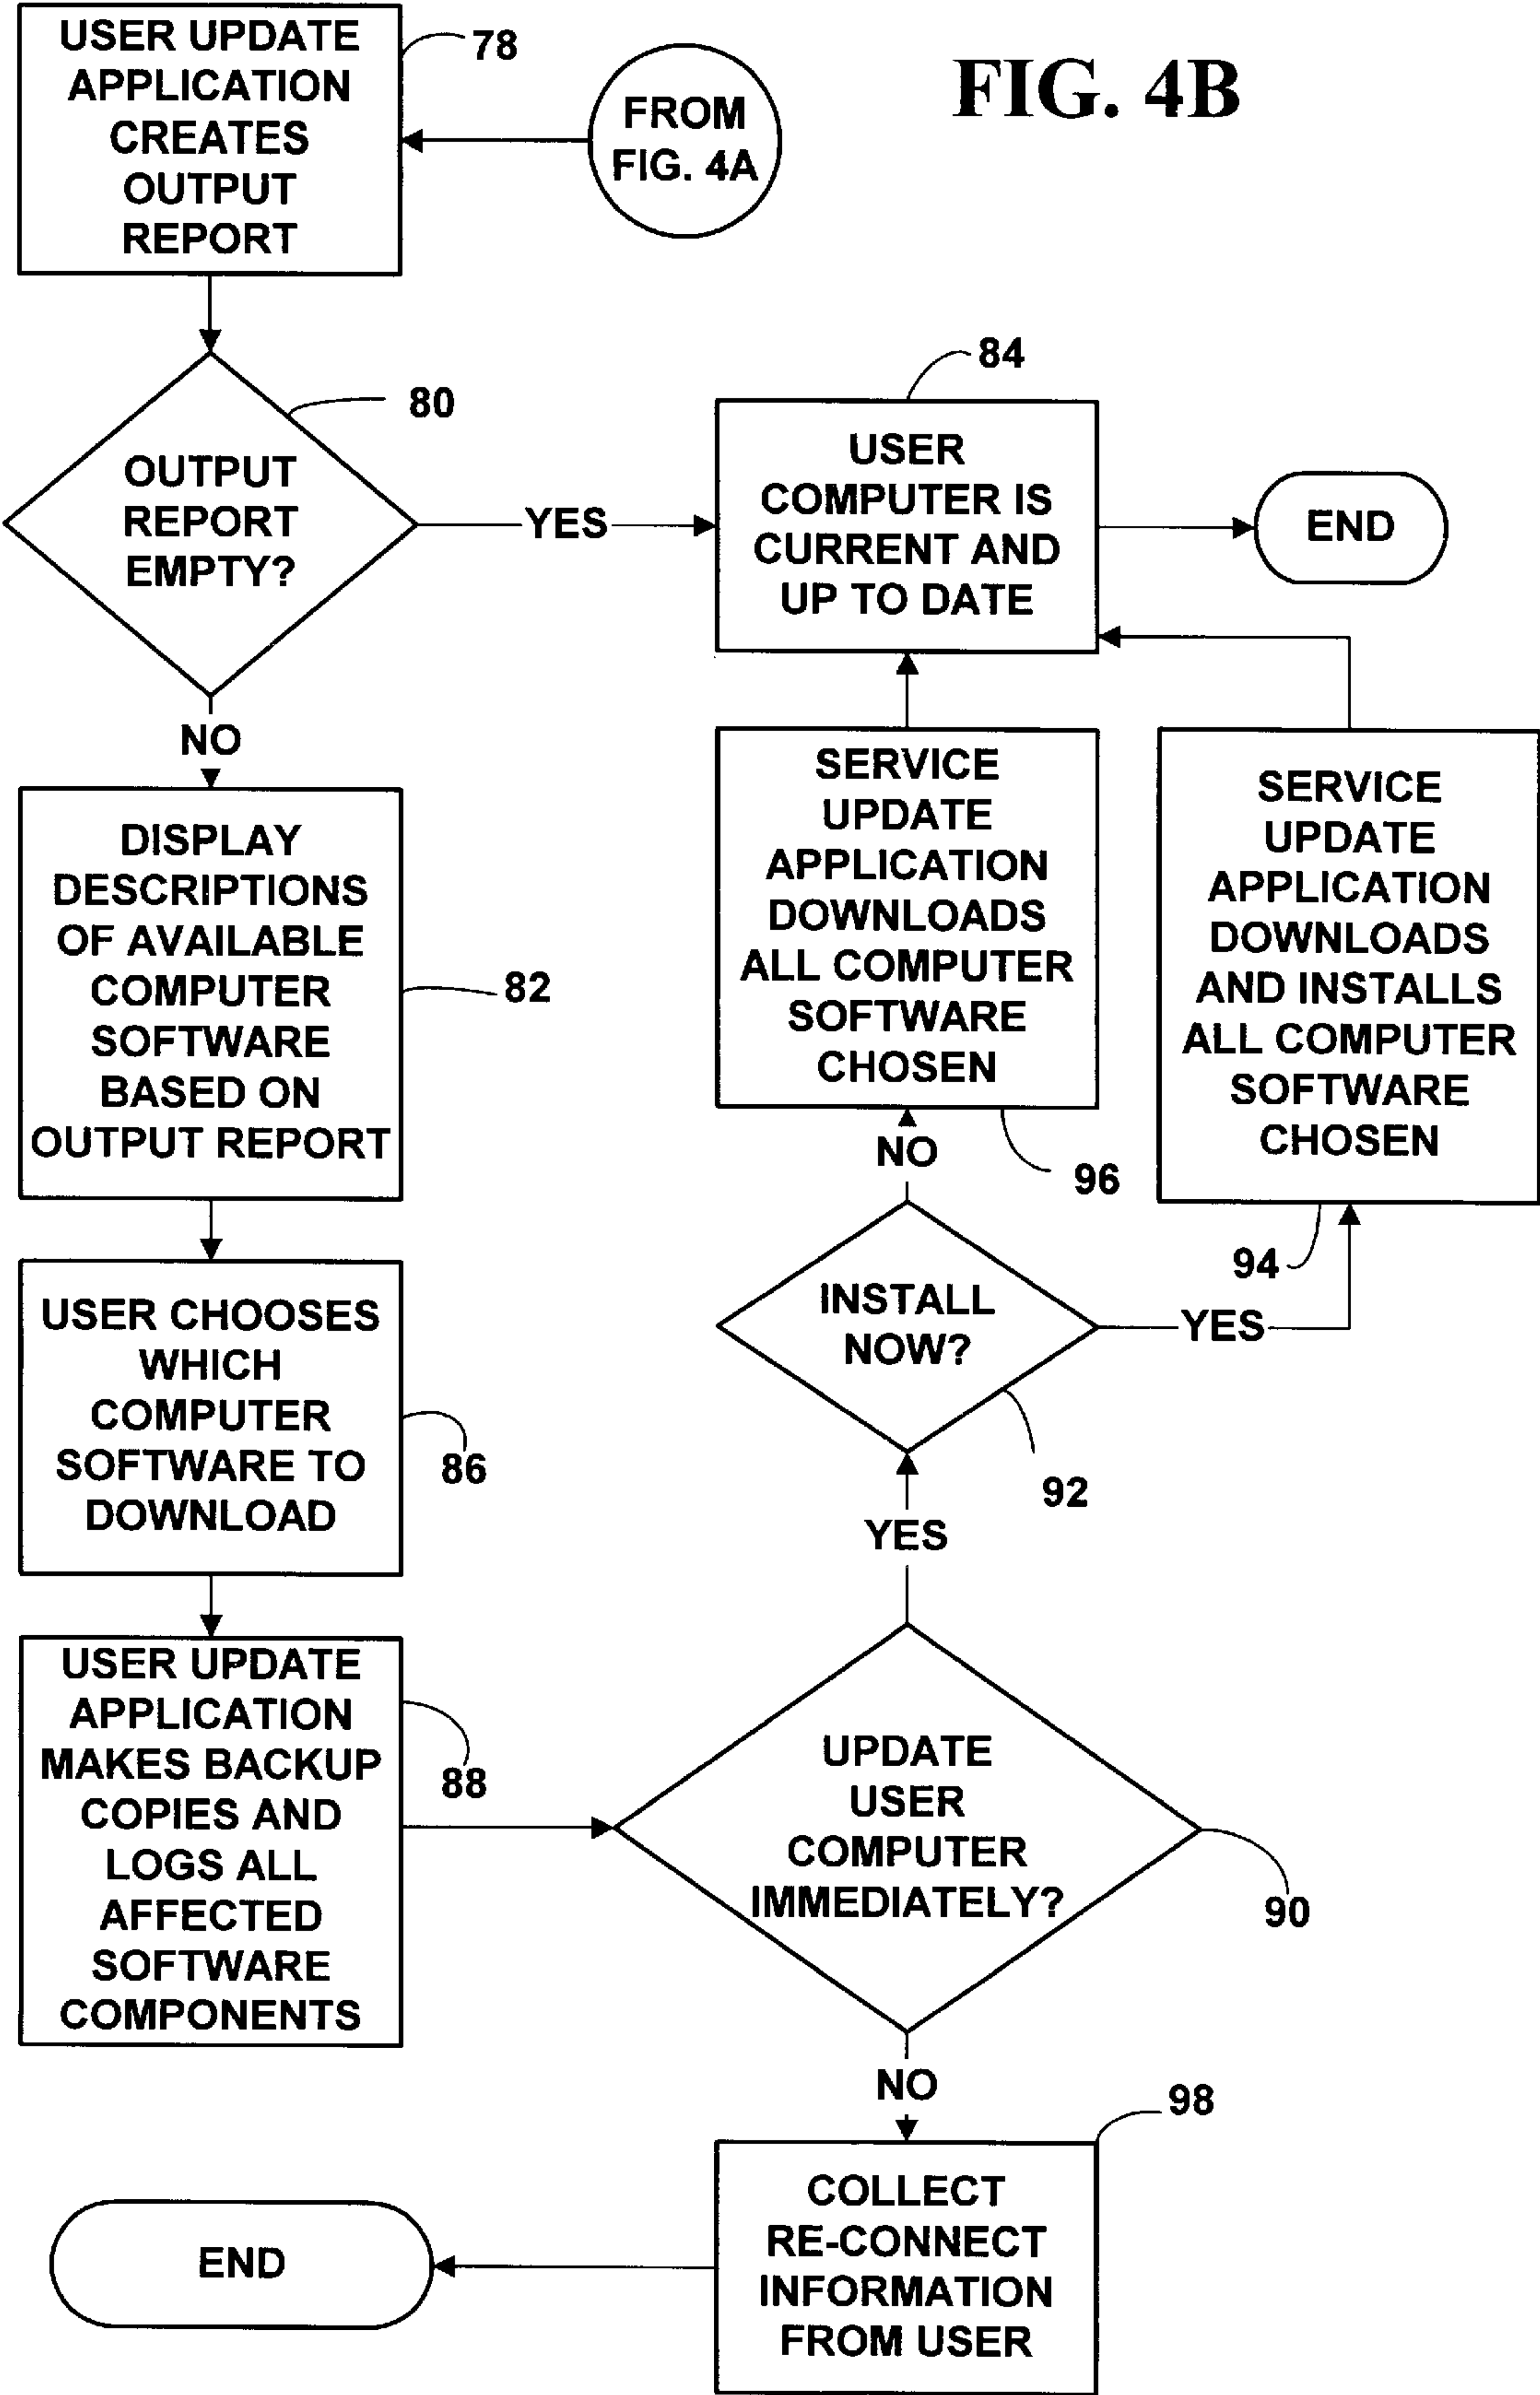 USER UPDATE
APPLICATION
CREATES
OUTPUT
REPORT
78
FROM
FIG. 4A
FIG. 4B
OUTPUT
REPORT
EMPTY?
80
YES
84
USER
COMPUTER IS
CURRENT AND
UP TO DATE
END
NO
DISPLAY
DESCRIPTIONS
OF AVAILABLE
COMPUTER
SOFTWARE
BASED ON
OUTPUT REPORT
82
SERVICE
UPDATE
APPLICATION
DOWNLOADS
ALL COMPUTER
SOFTWARE
CHOSEN
96
SERVICE
UPDATE
APPLICATION
DOWNLOADS
AND INSTALLS
ALL COMPUTER
SOFTWARE
CHOSEN
94
NO
USER CHOOSES
WHICH
COMPUTER
SOFTWARE TO
DOWNLOAD
86
INSTALL
NOW?
YES
92
YES
USER UPDATE
APPLICATION
MAKES BACKUP
COPIES AND
LOGS ALL
AFFECTED
SOFTWARE
COMPONENTS
88
UPDATE
USER
COMPUTER
IMMEDIATELY?
90
NO
98
COLLECT
RE-CONNECT
INFORMATION
FROM USER
END